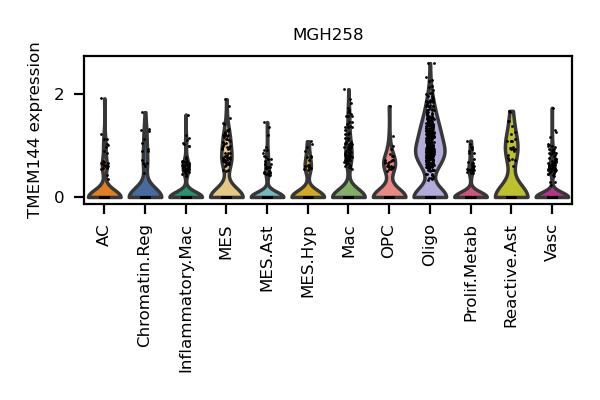 MGH258
TMEM144 expression
2
0
AC
Chromatin.Reg
Inflammatory.Mac
MES
MES.Ast
MES.Hyp
Mac
OPC
Oligo
Prolif.Metab
Reactive.Ast
Vasc